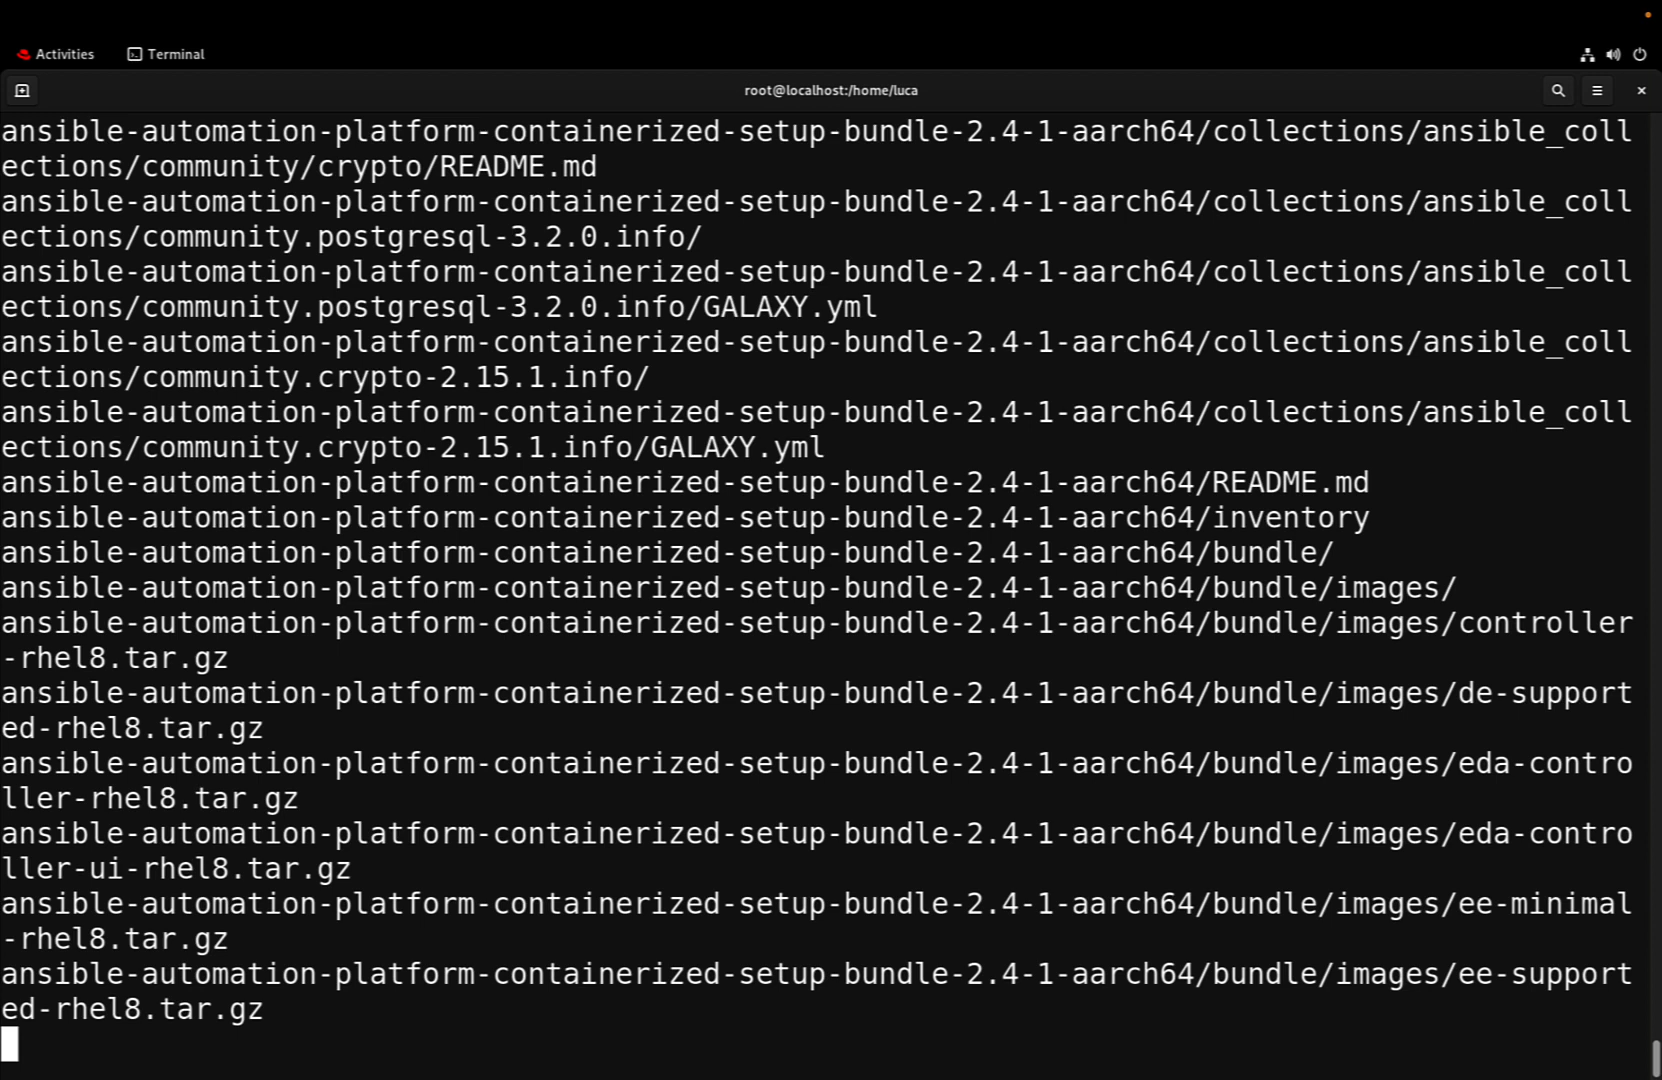 Activities
Terminal
root@localhost:/home/luca
ansible-automation-platform-containerized-setup-bundle-2.4-1-aarch64/collections/ansible_coll
ections/community/crypto/README.md
ansible-automation-platform-containerized-setup-bundle-2.4-1-aarch64/collections/ansible_coll
ections/community.postgresql-3.2.0.info/
ansible-automation-platform-containerized-setup-bundle-2.4-1-aarch64/collections/ansible_coll
ections/community.postgresql-3.2.0.info/GALAXY.yml
ansible-automation-platform-containerized-setup-bundle-2.4-1-aarch64/collections/ansible_coll
ections/community.crypto-2.15.1.info/
ansible-automation-platform-containerized-setup-bundle-2.4-1-aarch64/collections/ansible_coll
ections/community.crypto-2.15.1.info/GALAXY.yml
ansible-automation-platform-containerized-setup-bundle-2.4-1-aarch64/README.md
ansible-automation-platform-containerized-setup-bundle-2.4-1-aarch64/inventory
ansible-automation-platform-containerized-setup-bundle-2.4-1-aarch64/bundle/
ansible-automation-platform-containerized-setup-bundle-2.4-1-aarch64/bundle/images/
ansible-automation-platform-containerized-setup-bundle-2.4-1-aarch64/bundle/images/controller
-rhel8.tar.gz
ansible-automation-platform-containerized-setup-bundle-2.4-1-aarch64/bundle/images/de-support
ed-rhel8.tar.gz
ansible-automation-platform-containerized-setup-bundle-2.4-1-aarch64/bundle/images/eda-contro
ller-rhel8.tar.gz
ansible-automation-platform-containerized-setup-bundle-2.4-1-aarch64/bundle/images/eda-contro
ller-ui-rhel8.tar.gz
ansible-automation-platform-containerized-setup-bundle-2.4-1-aarch64/bundle/images/ee-minimal
-rhel8.tar.gz
ansible-automation-platform-containerized-setup-bundle-2.4-1-aarch64/bundle/images/ee-support
ed-rhel8.tar.gz